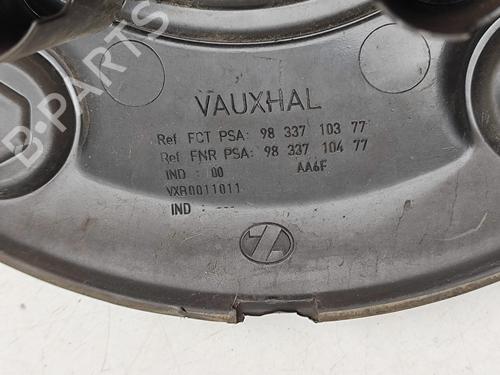 B-PARTS
VAUXHAL
Ref FCT PSA: 98 337 103 77
Ref FNR PSA: 98 337 104 77
IND : 00 AA6F
VXR0011011
IND : ---